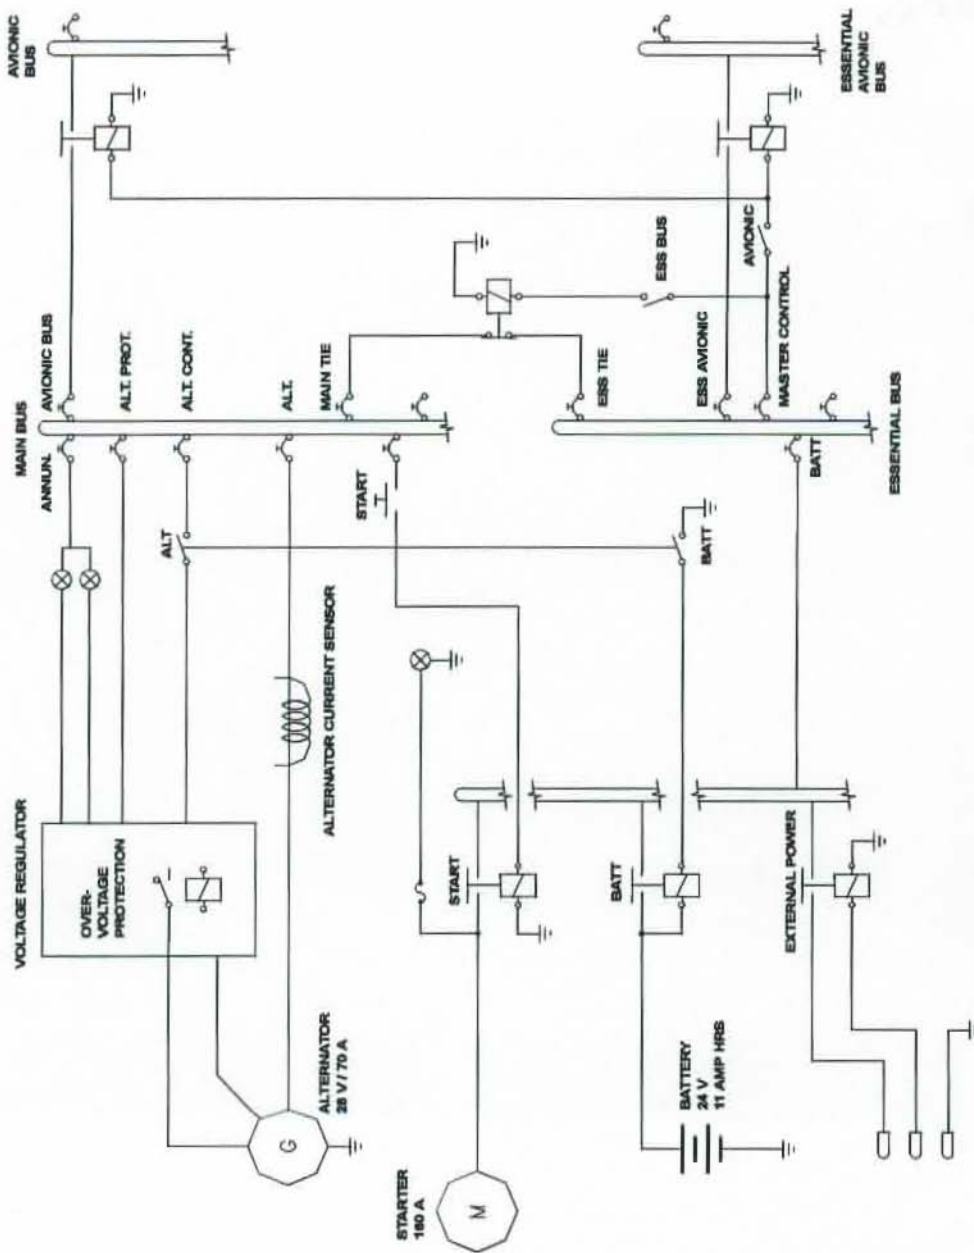 VOLTAGE REGULATOR
OVER-
VOLTAGE
PROTECTION
ANNUN.
MAIN BUS
AVIONIC BUS
AVIONIC
BUS
ALT. PROT.
ALT
ALT. CONT.
G
ALTERNATOR
28 V / 70 A
ALTERNATOR CURRENT SENSOR
ALT.
START
MAIN TIE
STARTER
160 A
M
START
ESS BUS
ESS TIE
BATTERY
24 V
11 AMP HRS
BATT
BATT
ESS AVIONIC
AVIONIC
MASTER CONTROL
EXTERNAL POWER
BATT
ESSENTIAL BUS
ESSENTIAL
AVIONIC
BUS